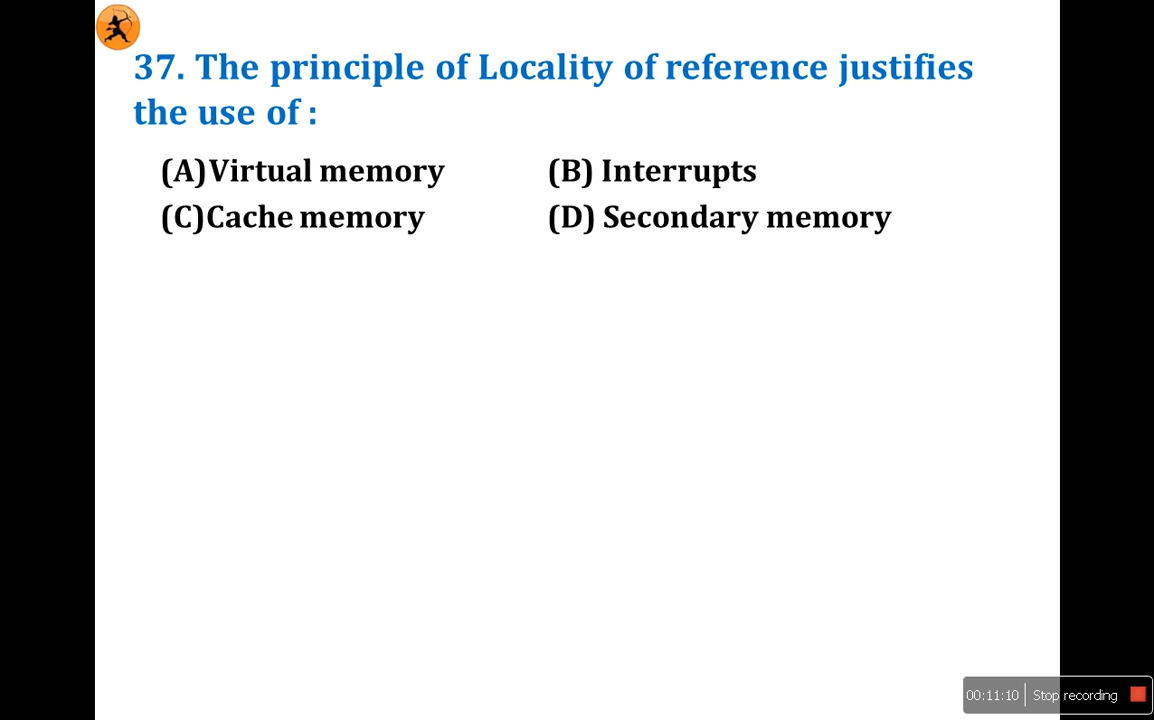 37. The principle of Locality of reference justifies
the use of :
(A)Virtual memory (B) Interrupts
(C)Cache memory (D) Secondary memory
00:11:10 Stop recording